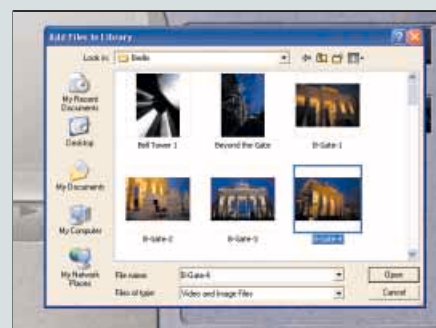 Add Files to Library
Look in: Berlin
My Recent Documents
Desktop
My Documents
My Computer
My Network Places
Bell Tower 1
Beyond the Gate
B-Gate-1
B-Gate-2
B-Gate-3
B-Gate-4
File name: B-Gate-4
Open
Files of type: Video and Image Files
Cancel